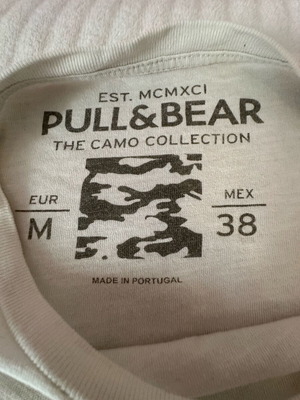 EST. MCMXCI
PULL&BEAR
THE CAMO COLLECTION
EUR
M
MEX
38
MADE IN PORTUGAL